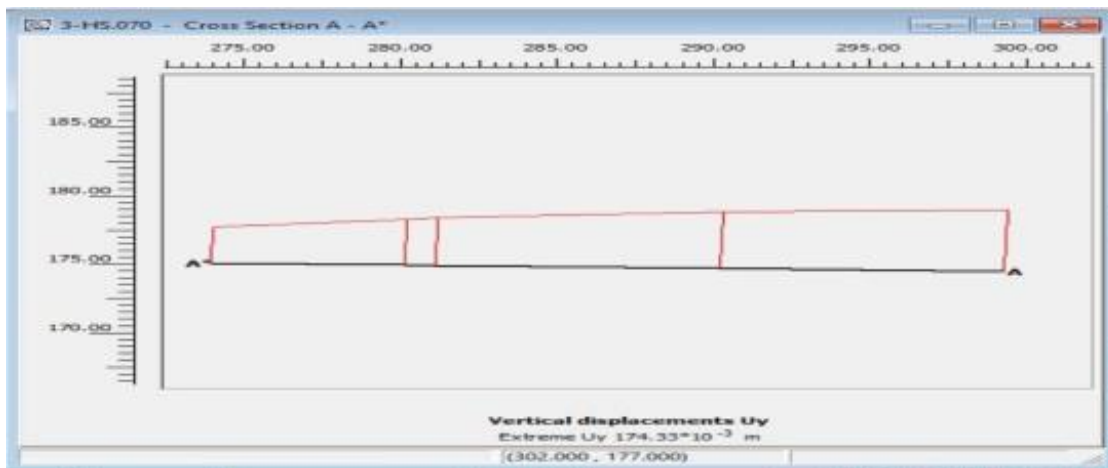 3-HS.070 - Cross Section A - A*
275.00 280.00 285.00 290.00 295.00 300.00
185.00
180.00
175.00
170.00
A A
Vertical displacements Uy
Extreme Uy 174.33*10⁻³ m
(302.000 , 177.000)